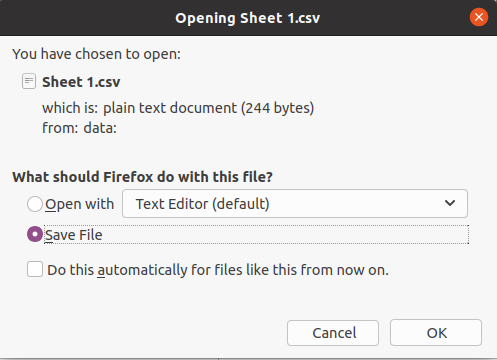 Opening Sheet 1.csv
You have chosen to open:
Sheet 1.csv
which is: plain text document (244 bytes)
from: data:
What should Firefox do with this file?
Open with Text Editor (default)
Save File
Do this automatically for files like this from now on.
Cancel OK